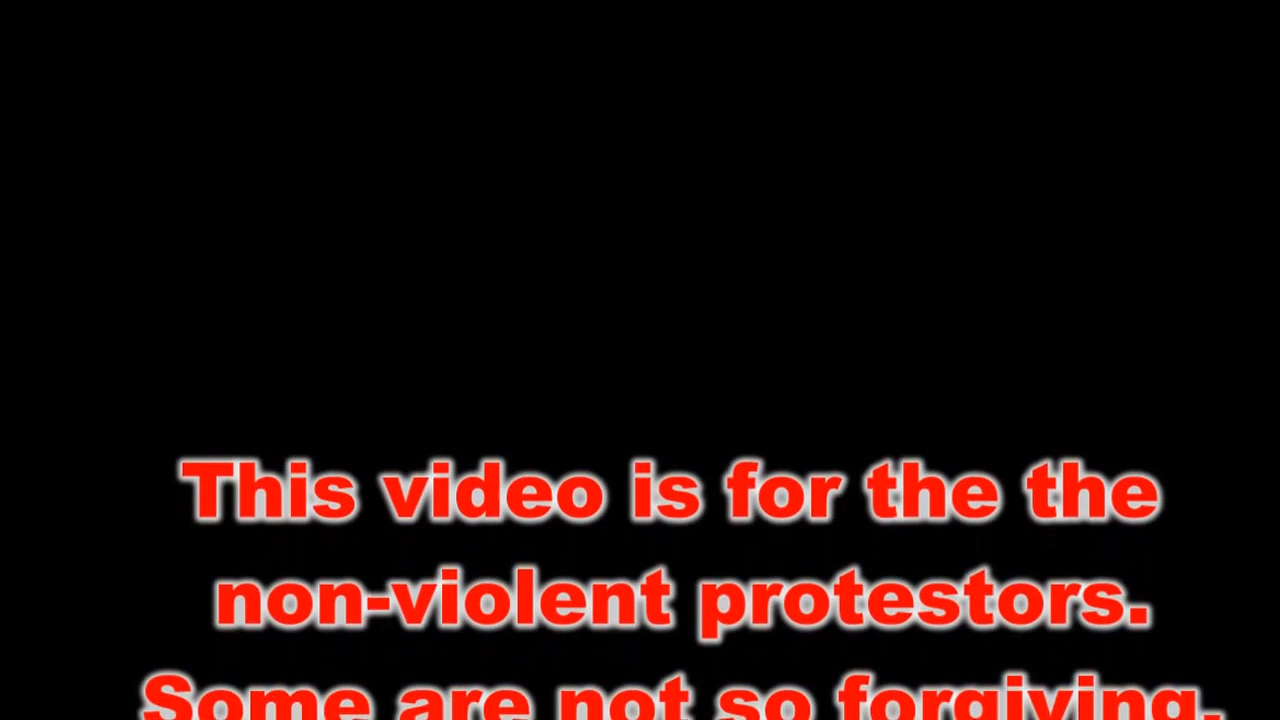 This video is for the the
non-violent protestors.
Some are not so forgiving.